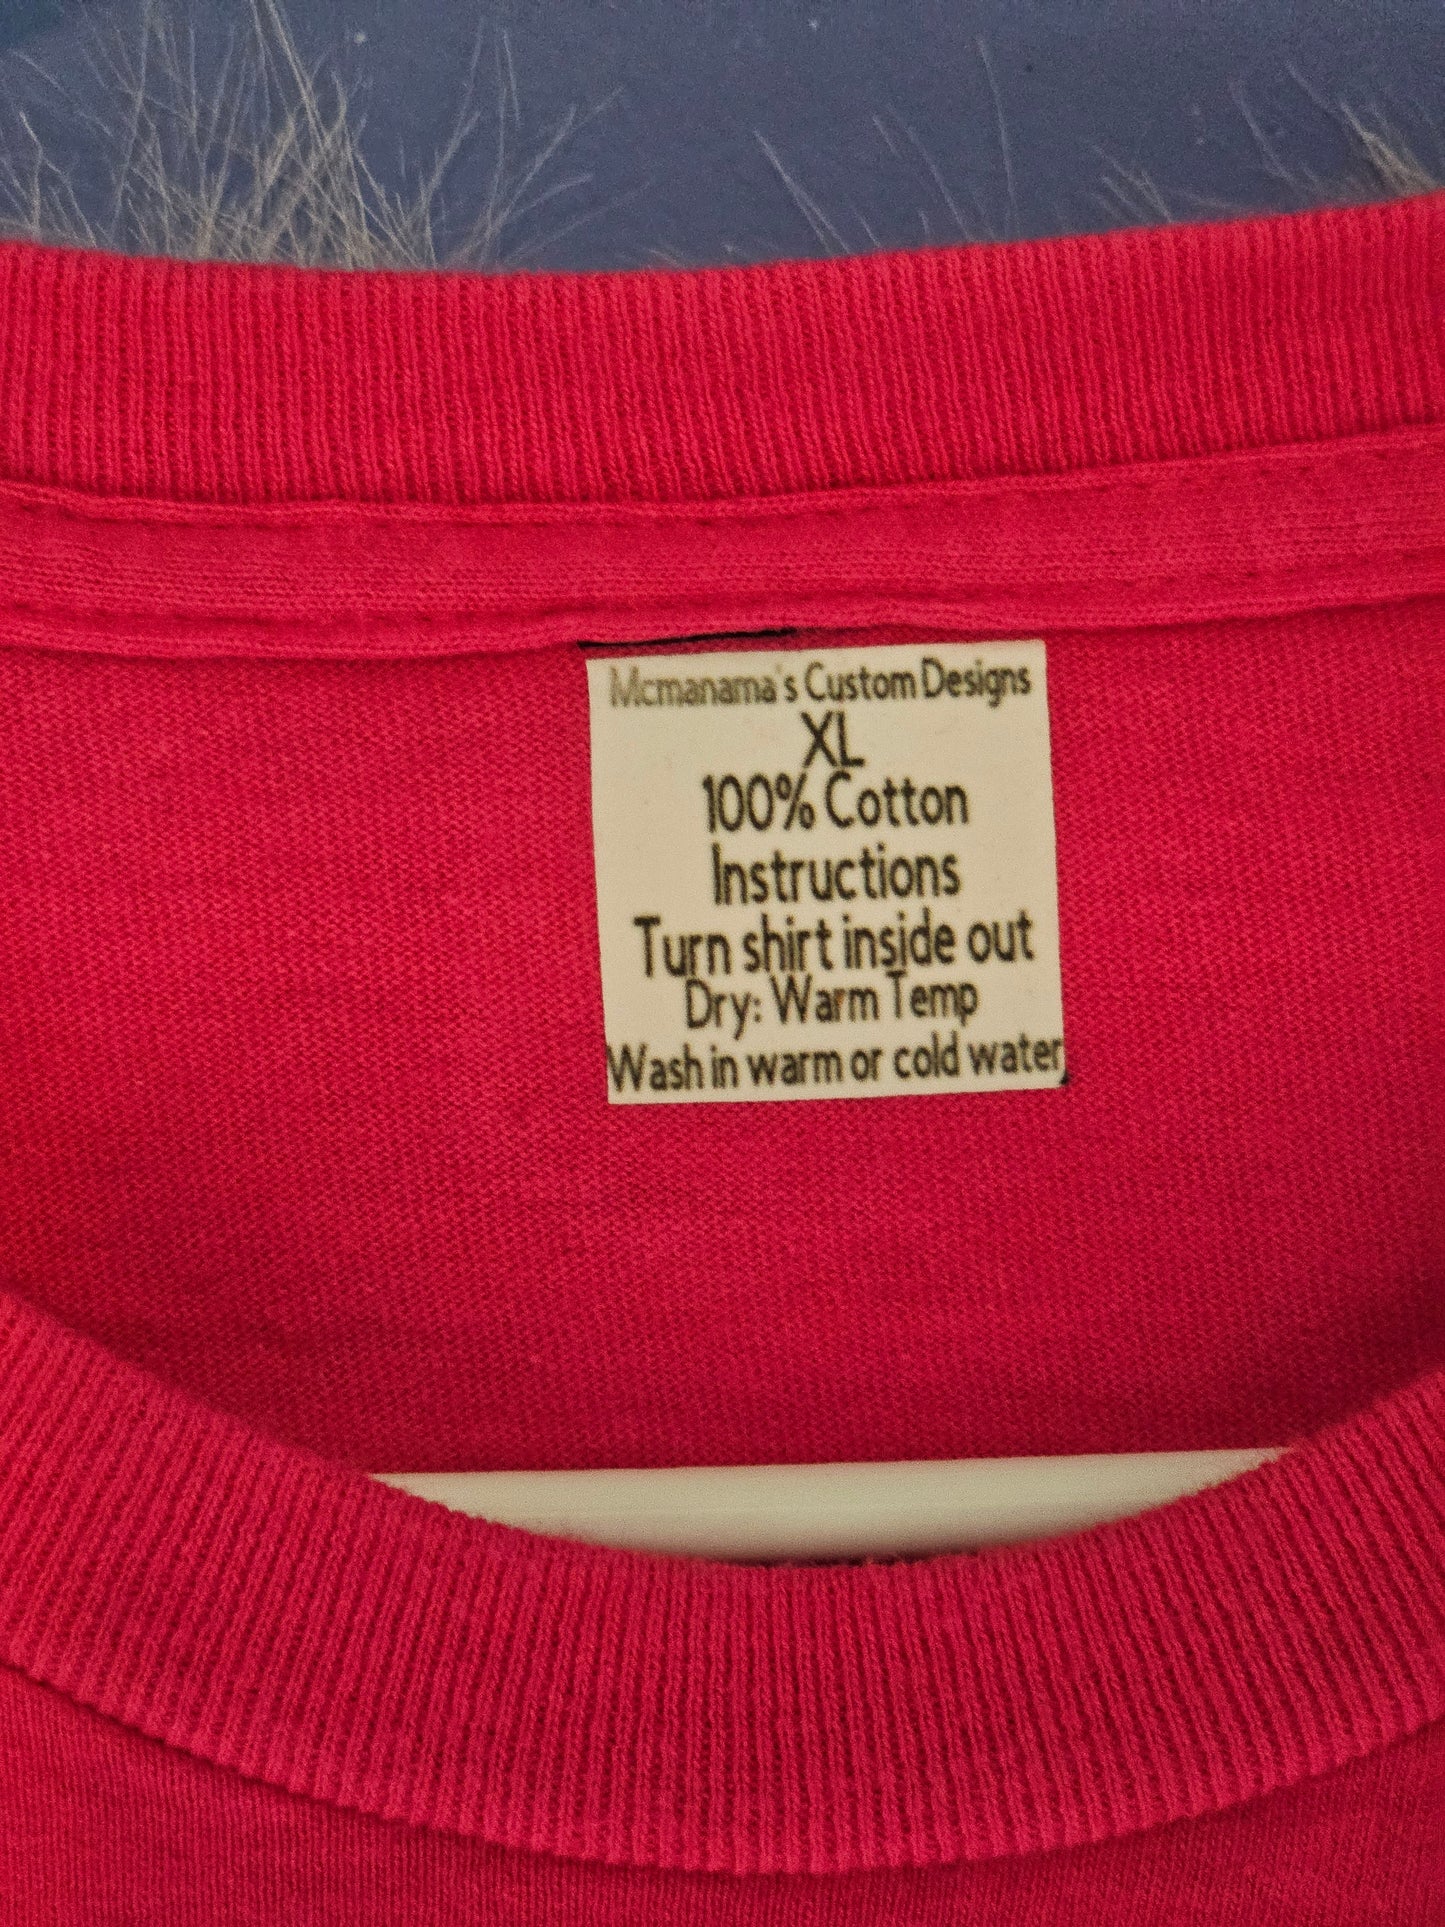 Mcmanama's Custom Designs
XL
100% Cotton
Instructions
Turn shirt inside out
Dry: Warm Temp
Wash in warm or cold water